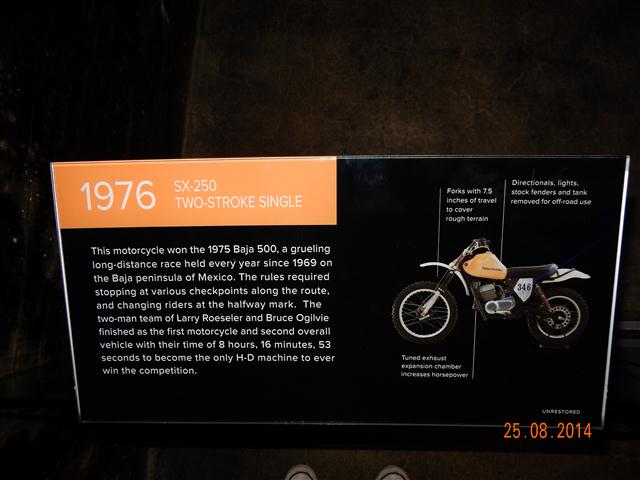 1976
SX-250
TWO-STROKE SINGLE
This motorcycle won the 1975 Baja 500, a grueling
long-distance race held every year since 1969 on
the Baja peninsula of Mexico. The rules required
stopping at various checkpoints along the route,
and changing riders at the halfway mark. The
two-man team of Larry Roeseler and Bruce Ogilvie
finished as the first motorcycle and second overall
vehicle with their time of 8 hours, 16 minutes, 53
seconds to become the only H-D machine to ever
win the competition.
Forks with 7.5
inches of travel
to cover
rough terrain
Directionals, lights,
stock fenders and tank
removed for off-road use
346
Tuned exhaust
expansion chamber
increases horsepower
UNRESTORED
25.08.2014